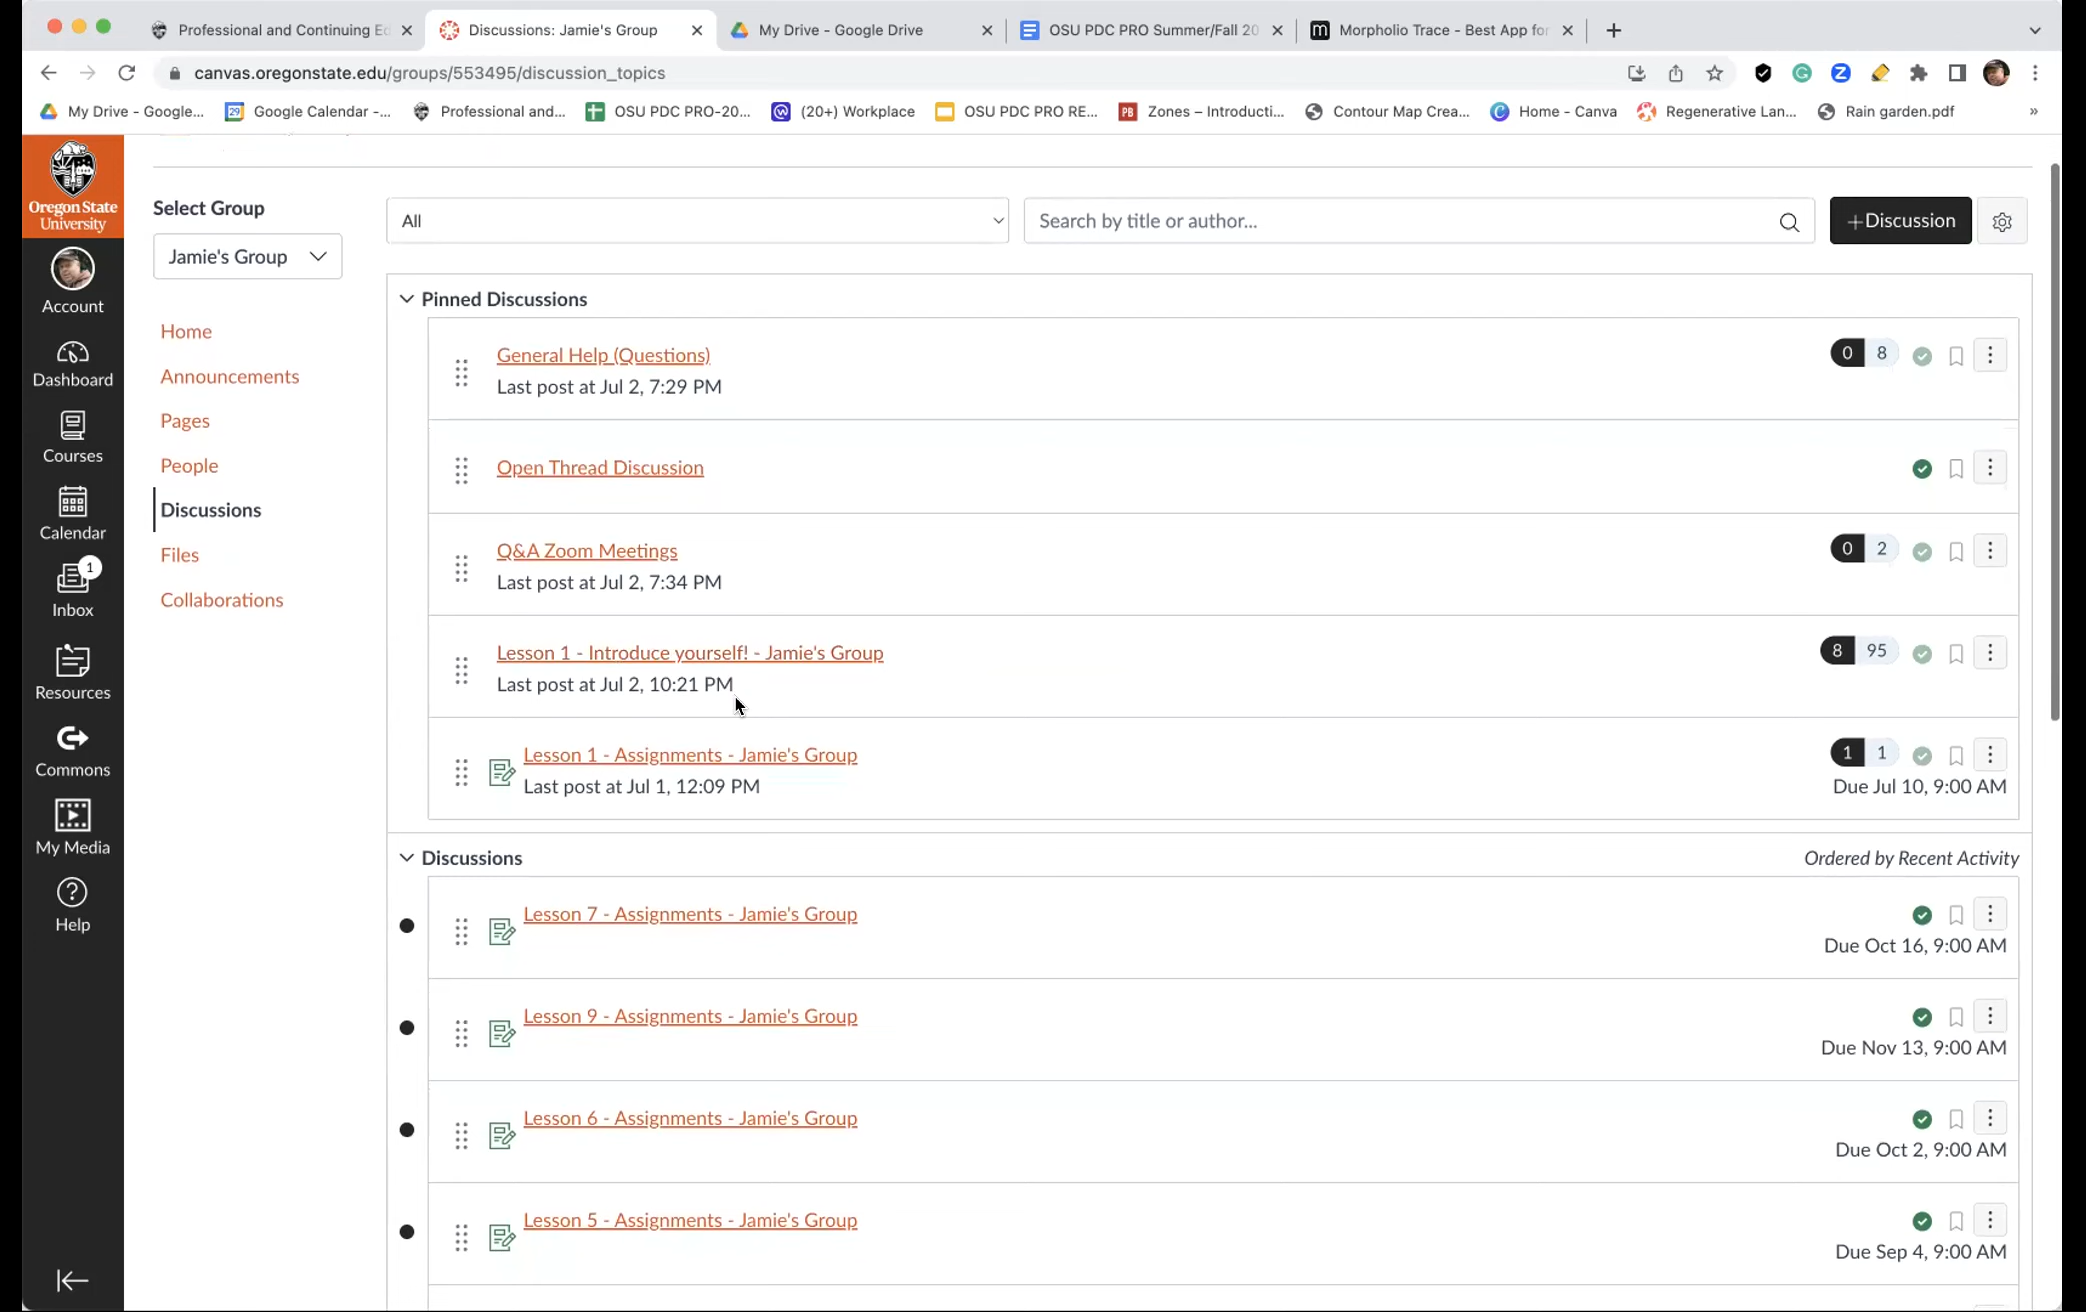 Professional and Continuing Ed
Discussions: Jamie's Group
My Drive - Google Drive
OSU PDC PRO Summer/Fall 20
Morpholio Trace - Best App for
canvas.oregonstate.edu/groups/553495/discussion_topics
My Drive - Google...
Google Calendar -...
Professional and...
OSU PDC PRO-20...
(20+) Workplace
OSU PDC PRO RE...
PB
Zones – Introducti...
Contour Map Crea...
Home - Canva
Regenerative Lan...
Rain garden.pdf
»
Oregon State
University
Account
Dashboard
Courses
Calendar
1
Inbox
Resources
Commons
My Media
Help
Select Group
Jamie's Group
Home
Announcements
Pages
People
Discussions
Files
Collaborations
All
Search by title or author...
+Discussion
Pinned Discussions
General Help (Questions)
Last post at Jul 2, 7:29 PM
0 8
Open Thread Discussion
Q&A Zoom Meetings
Last post at Jul 2, 7:34 PM
0 2
Lesson 1 - Introduce yourself! - Jamie's Group
Last post at Jul 2, 10:21 PM
8 95
Lesson 1 - Assignments - Jamie's Group
Last post at Jul 1, 12:09 PM
1 1
Due Jul 10, 9:00 AM
Discussions
Ordered by Recent Activity
Lesson 7 - Assignments - Jamie's Group
Due Oct 16, 9:00 AM
Lesson 9 - Assignments - Jamie's Group
Due Nov 13, 9:00 AM
Lesson 6 - Assignments - Jamie's Group
Due Oct 2, 9:00 AM
Lesson 5 - Assignments - Jamie's Group
Due Sep 4, 9:00 AM